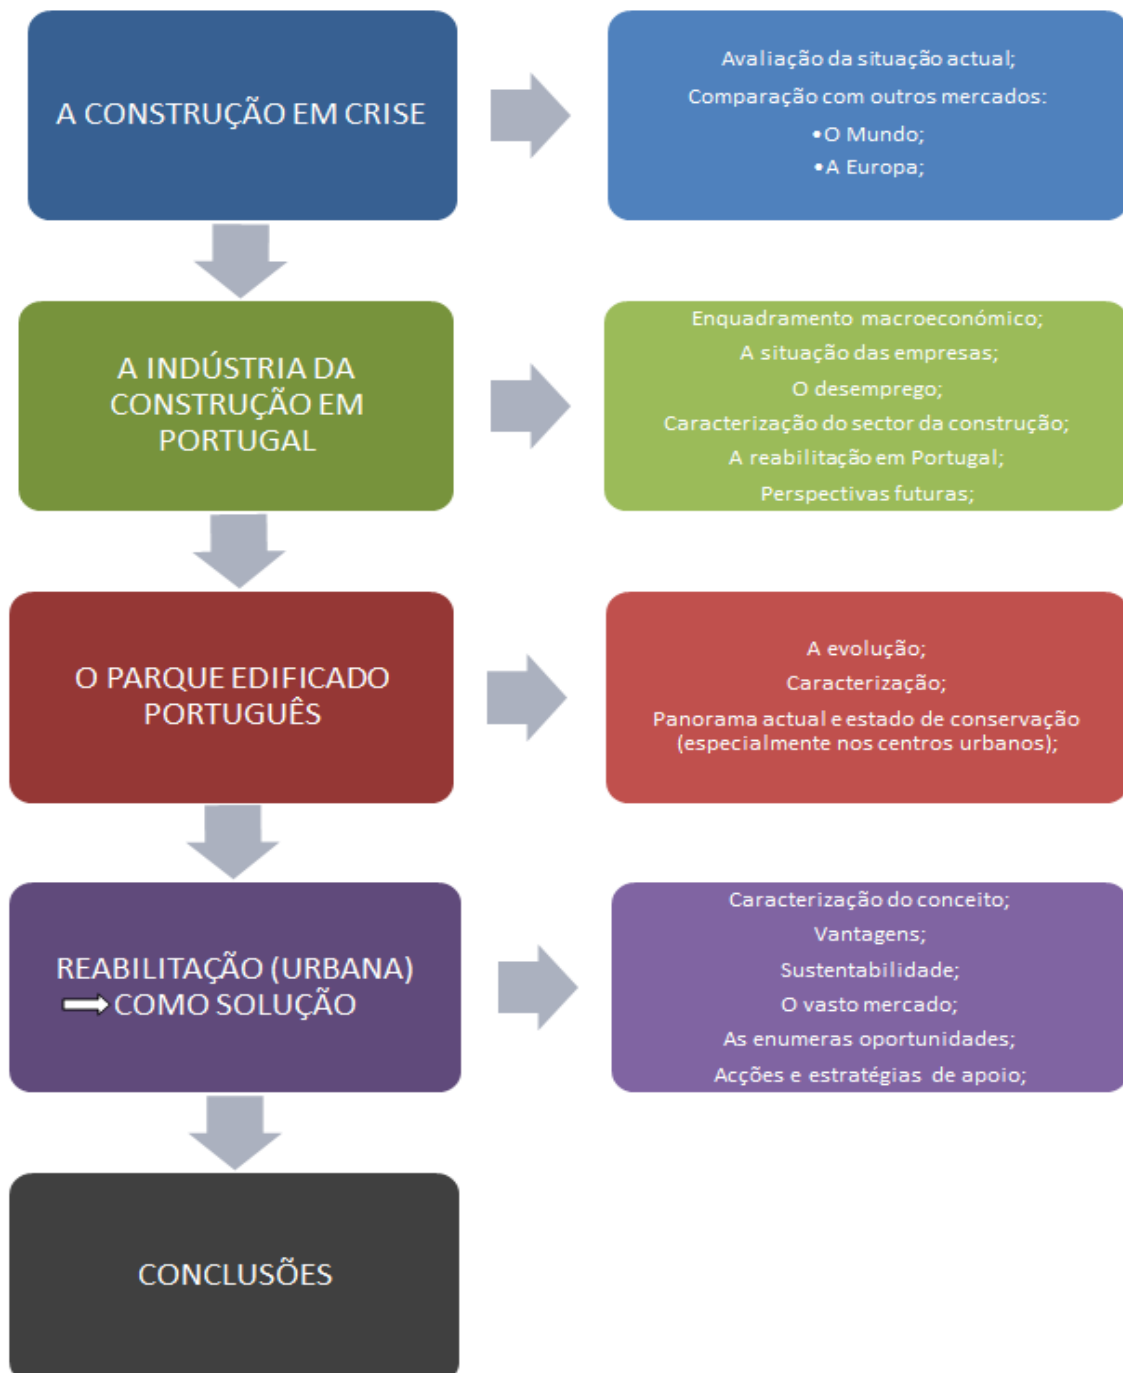 A CONSTRUÇÃO EM CRISE
Avaliação da situação actual;
Comparação com outros mercados:
•O Mundo;
•A Europa;
A INDÚSTRIA DA
CONSTRUÇÃO EM
PORTUGAL
Enquadramento macroeconómico;
A situação das empresas;
O desemprego;
Caracterização do sector da construção;
A reabilitação em Portugal;
Perspectivas futuras;
O PARQUE EDIFICADO
PORTUGUÊS
A evolução;
Caracterização;
Panorama actual e estado de conservação
(especialmente nos centros urbanos);
REABILITAÇÃO (URBANA)
COMO SOLUÇÃO
Caracterização do conceito;
Vantagens;
Sustentabilidade;
O vasto mercado;
As enumeras oportunidades;
Acções e estratégias de apoio;
CONCLUSÕES